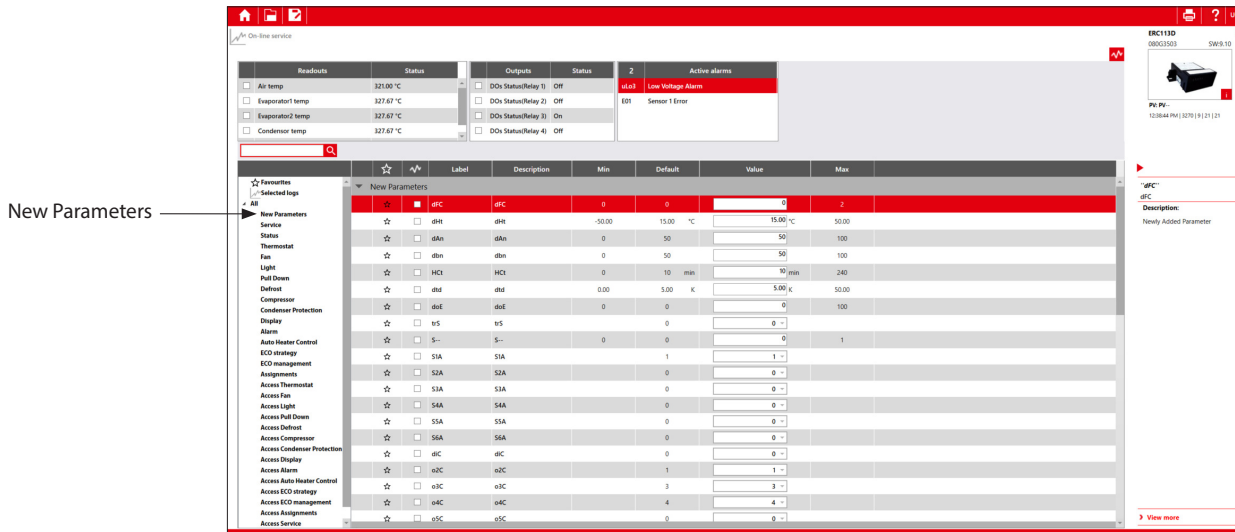 U
On-line service
ERC113D
080G3503 SW:9.10
Readouts Status
Air temp 321.00 °C
Evaporator1 temp 327.67 °C
Evaporator2 temp 327.67 °C
Condensor temp 327.67 °C
Outputs Status
DOs Status(Relay 1) Off
DOs Status(Relay 2) Off
DOs Status(Relay 3) On
DOs Status(Relay 4) Off
2 Active alarms
uLo3 Low Voltage Alarm
E01 Sensor 1 Error
i
PV: PV--
12:38:44 PM | 3270 | 9 | 21 | 21
New Parameters
Favourites
Selected logs
All
New Parameters
Service
Status
Thermostat
Fan
Light
Pull Down
Defrost
Compressor
Condenser Protection
Display
Alarm
Auto Heater Control
ECO strategy
ECO management
Assignments
Access Thermostat
Access Fan
Access Light
Access Pull Down
Access Defrost
Access Compressor
Access Condenser Protection
Access Display
Access Alarm
Access Auto Heater Control
Access ECO strategy
Access ECO management
Access Assignments
Access Service
Label Description Min Default Value Max
New Parameters
dFC dFC 0 0 0 2
dHt dHt -50.00 15.00 °C 15.00 °C 50.00
dAn dAn 0 50 50 100
dbn dbn 0 50 50 100
HCt HCt 0 10 min 10 min 240
dtd dtd 0.00 5.00 K 5.00 K 50.00
doE doE 0 0 0 100
trS trS 0 0
S-- S-- 0 0 0 1
S1A S1A 1 1
S2A S2A 0 0
S3A S3A 0 0
S4A S4A 0 0
S5A S5A 0 0
S6A S6A 0 0
diC diC 0 0
o2C o2C 1 1
o3C o3C 3 3
o4C o4C 4 4
o5C o5C 0 0
"dFC"
dFC
Description:
Newly Added Parameter
View more